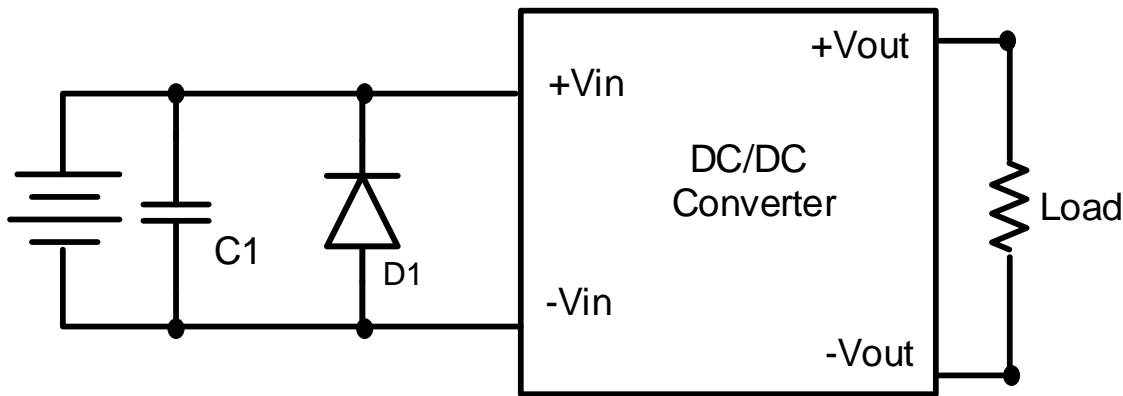 +Vout
+Vin
DC/DC
Converter
Load
C1
D1
-Vin
-Vout